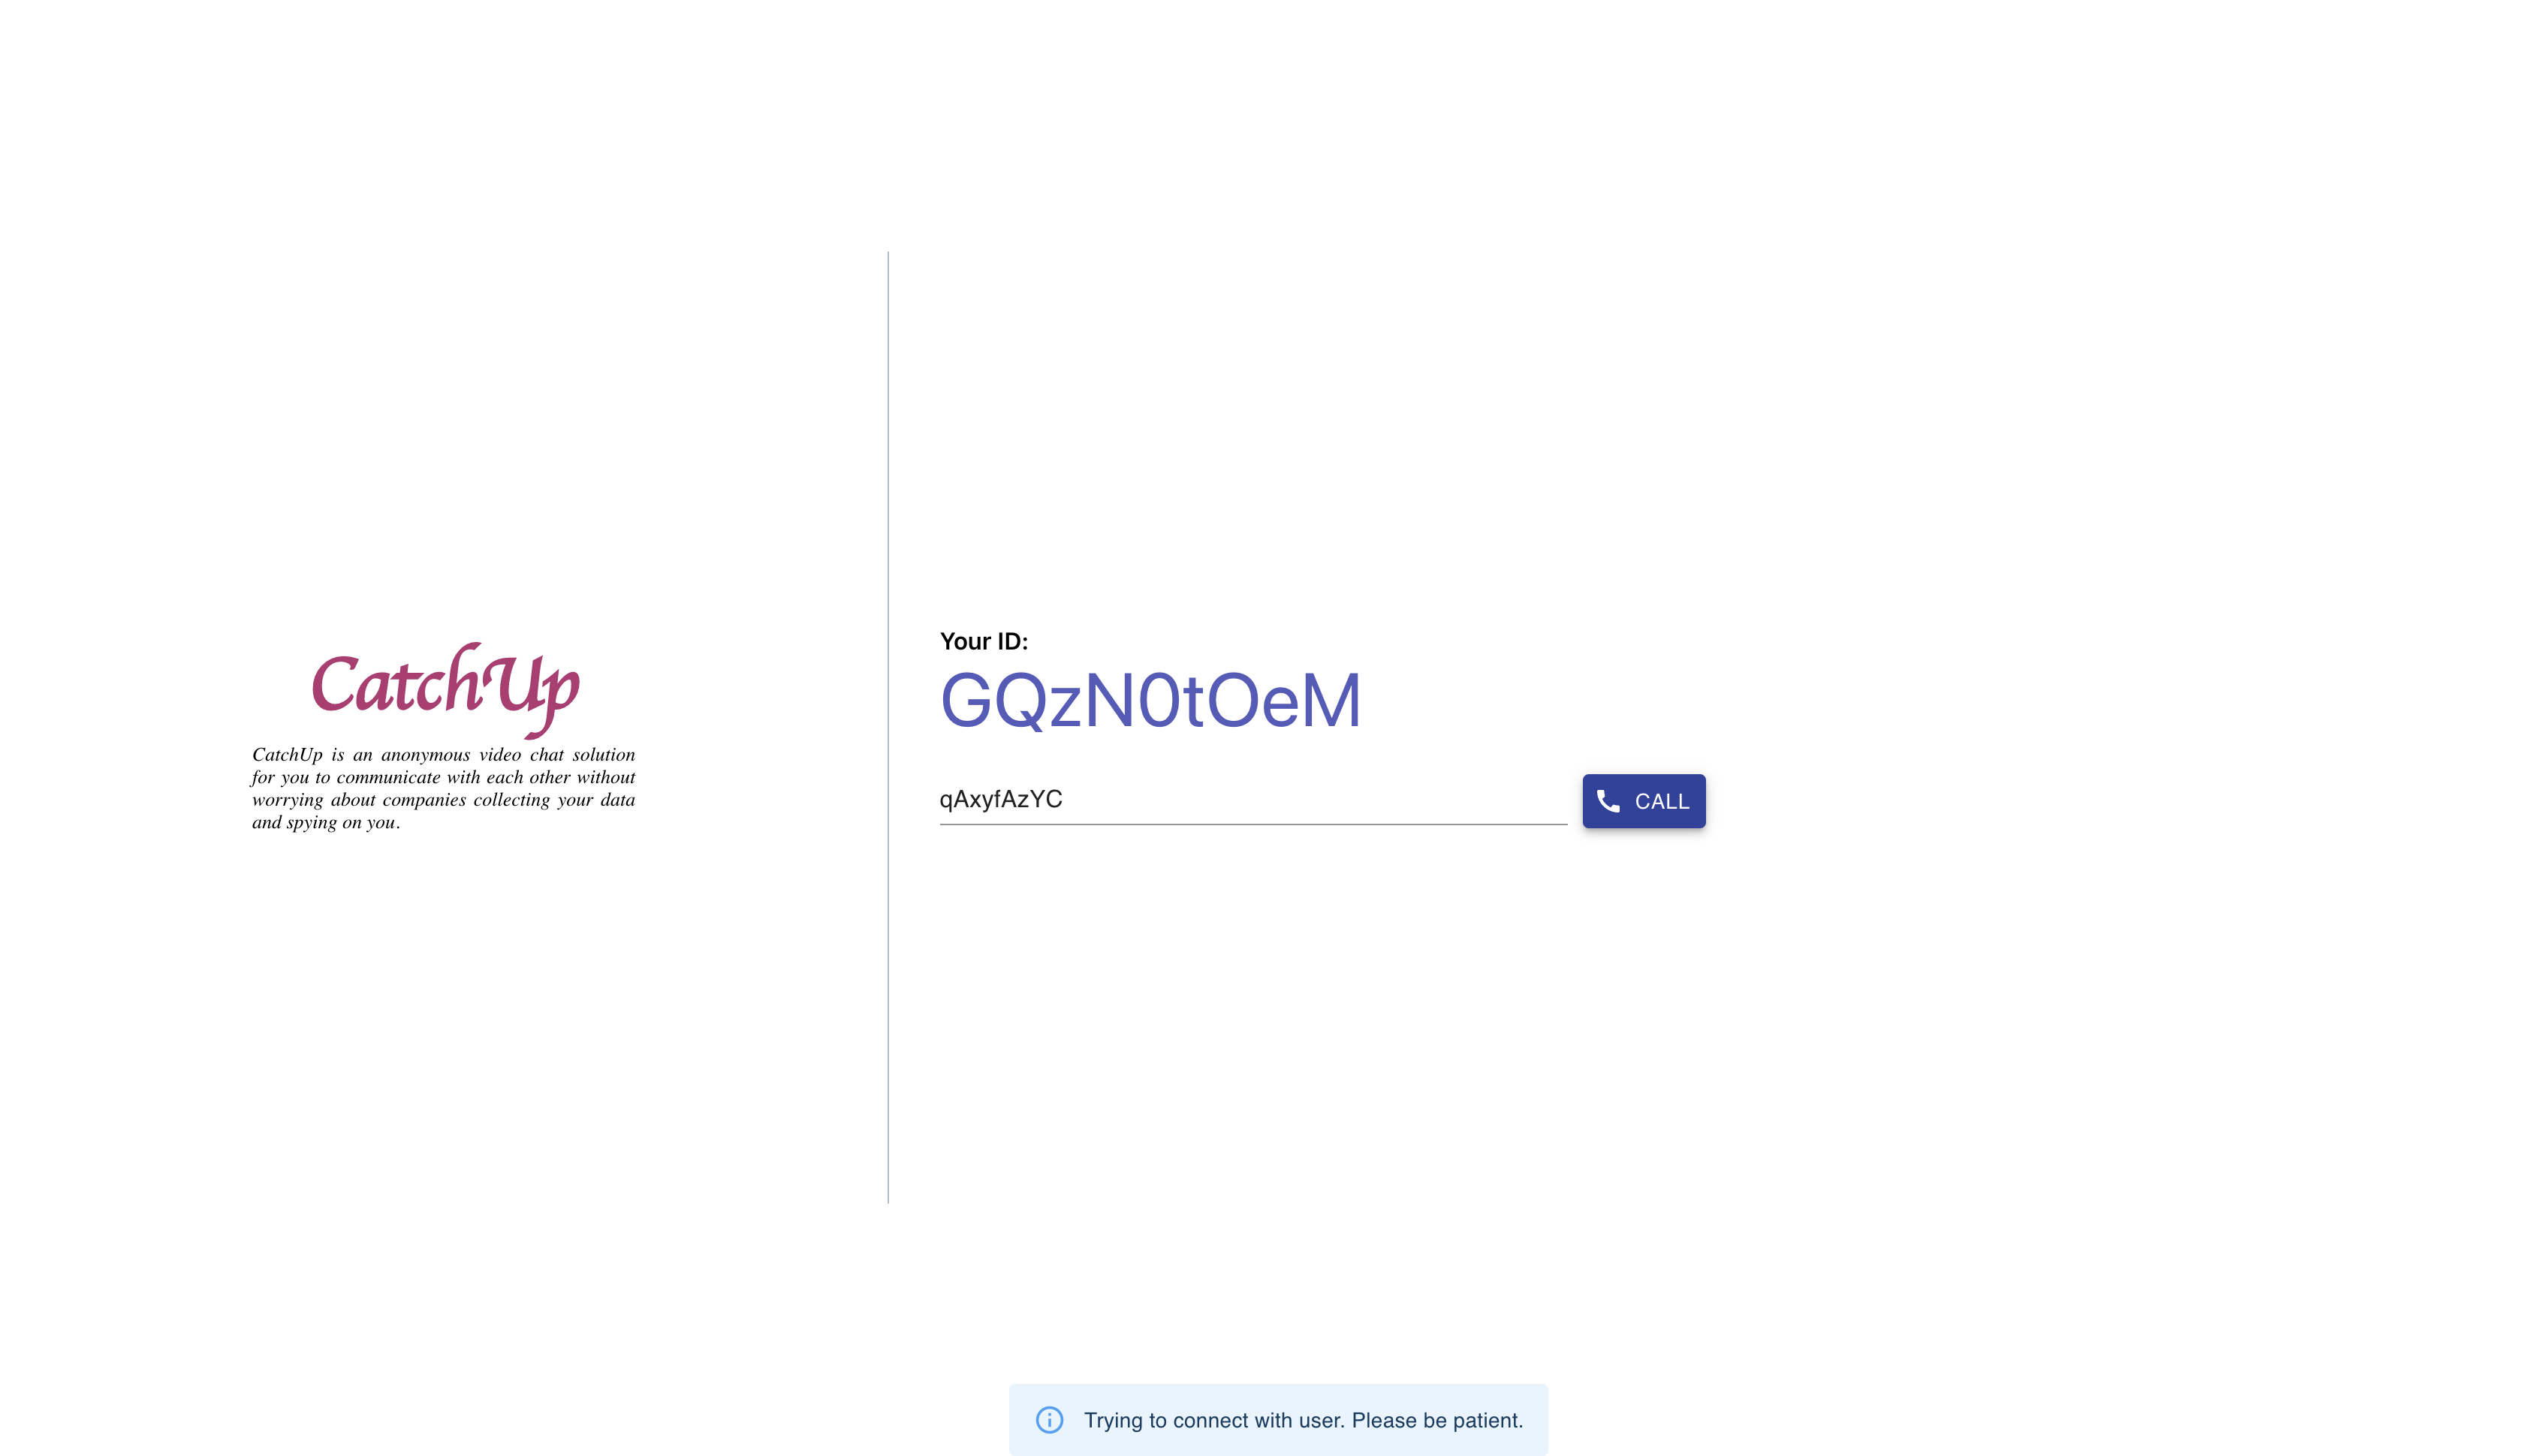 CatchUp
CatchUp is an anonymous video chat solution
for you to communicate with each other without
worrying about companies collecting your data
and spying on you.
Your ID:
GQzN0tOeM
qAxyfAzYC
CALL
Trying to connect with user. Please be patient.